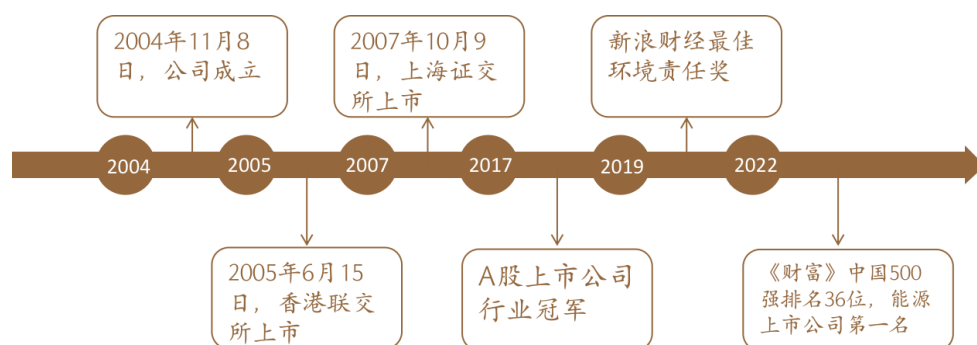 2004年11月8
日，公司成立
2007年10月9
日，上海证交
所上市
新浪财经最佳
环境责任奖
2004
2005
2007
2017
2019
2022
2005年6月15
日，香港联交
所上市
A股上市公司
行业冠军
《财富》中国500
强排名36位，能源
上市公司第一名